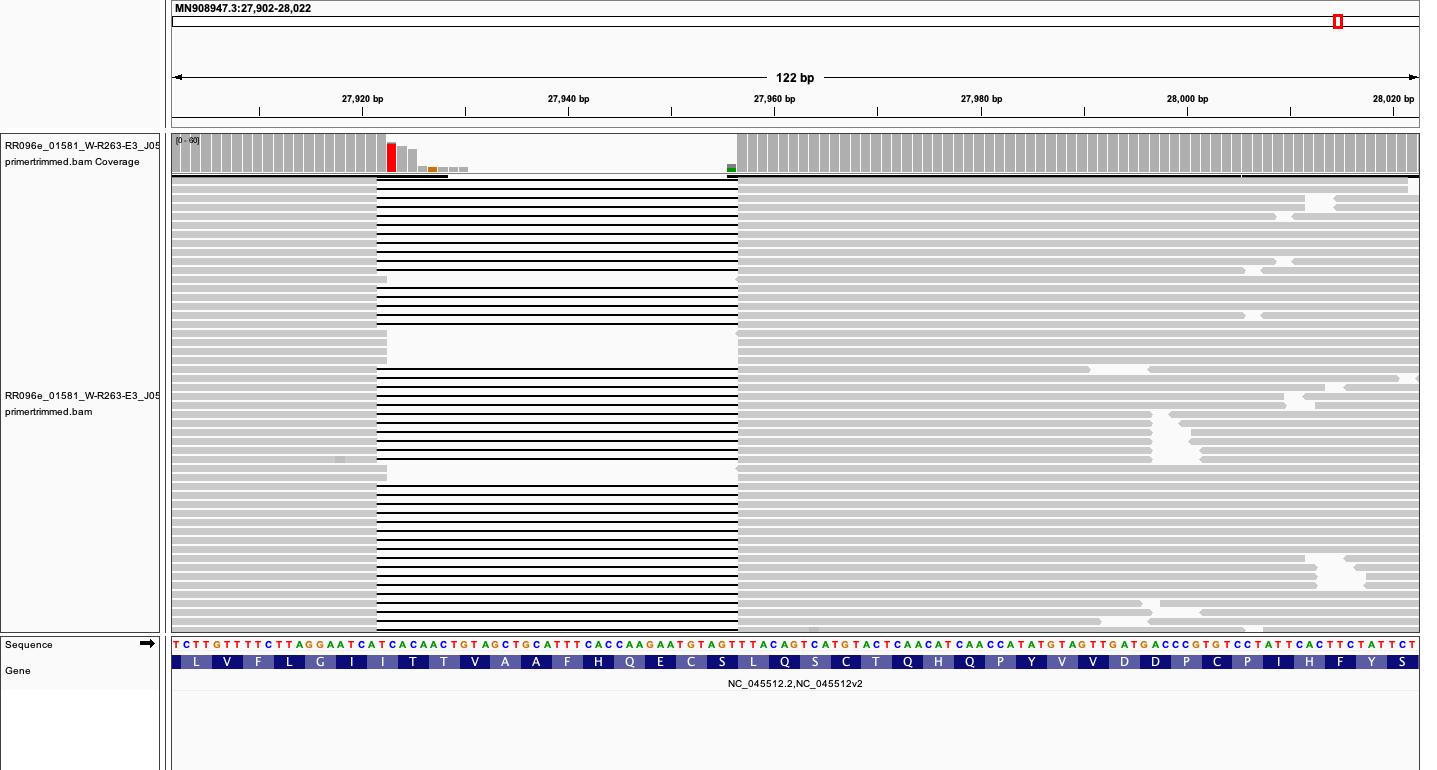 MN908947.3:27,902-28,022
122 bp
27,920 bp 27,940 bp 27,960 bp 27,980 bp 28,000 bp 28,020 bp
RR096e_01581_W-R263-E3_J05
primertrimmed.bam Coverage
[0 - 60]
RR096e_01581_W-R263-E3_J05
primertrimmed.bam
Sequence
TCTTGTTTTCTTAGGAATCATCACAACTGTAGCTGCATTTCACCAAGAATGTAGTTTACAGTCATGTACTCAACATCAACCATATGTAGTTGATGACCCGTGTCCTATTCACTTCTATTCT
Gene
L V F L G I I T T V A A F H Q E C S L Q S C T Q H Q P Y V V D D P C P I H F Y S
NC_045512.2,NC_045512v2